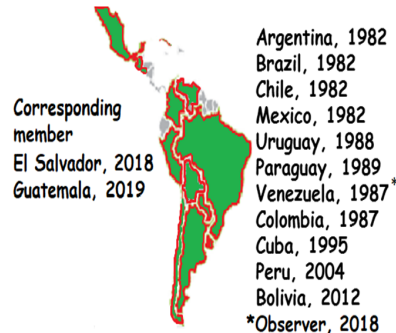 Corresponding
member
El Salvador, 2018
Guatemala, 2019
Argentina, 1982
Brazil, 1982
Chile, 1982
Mexico, 1982
Uruguay, 1988
Paraguay, 1989
Venezuela, 1987*
Colombia, 1987
Cuba, 1995
Peru, 2004
Bolivia, 2012
*Observer, 2018